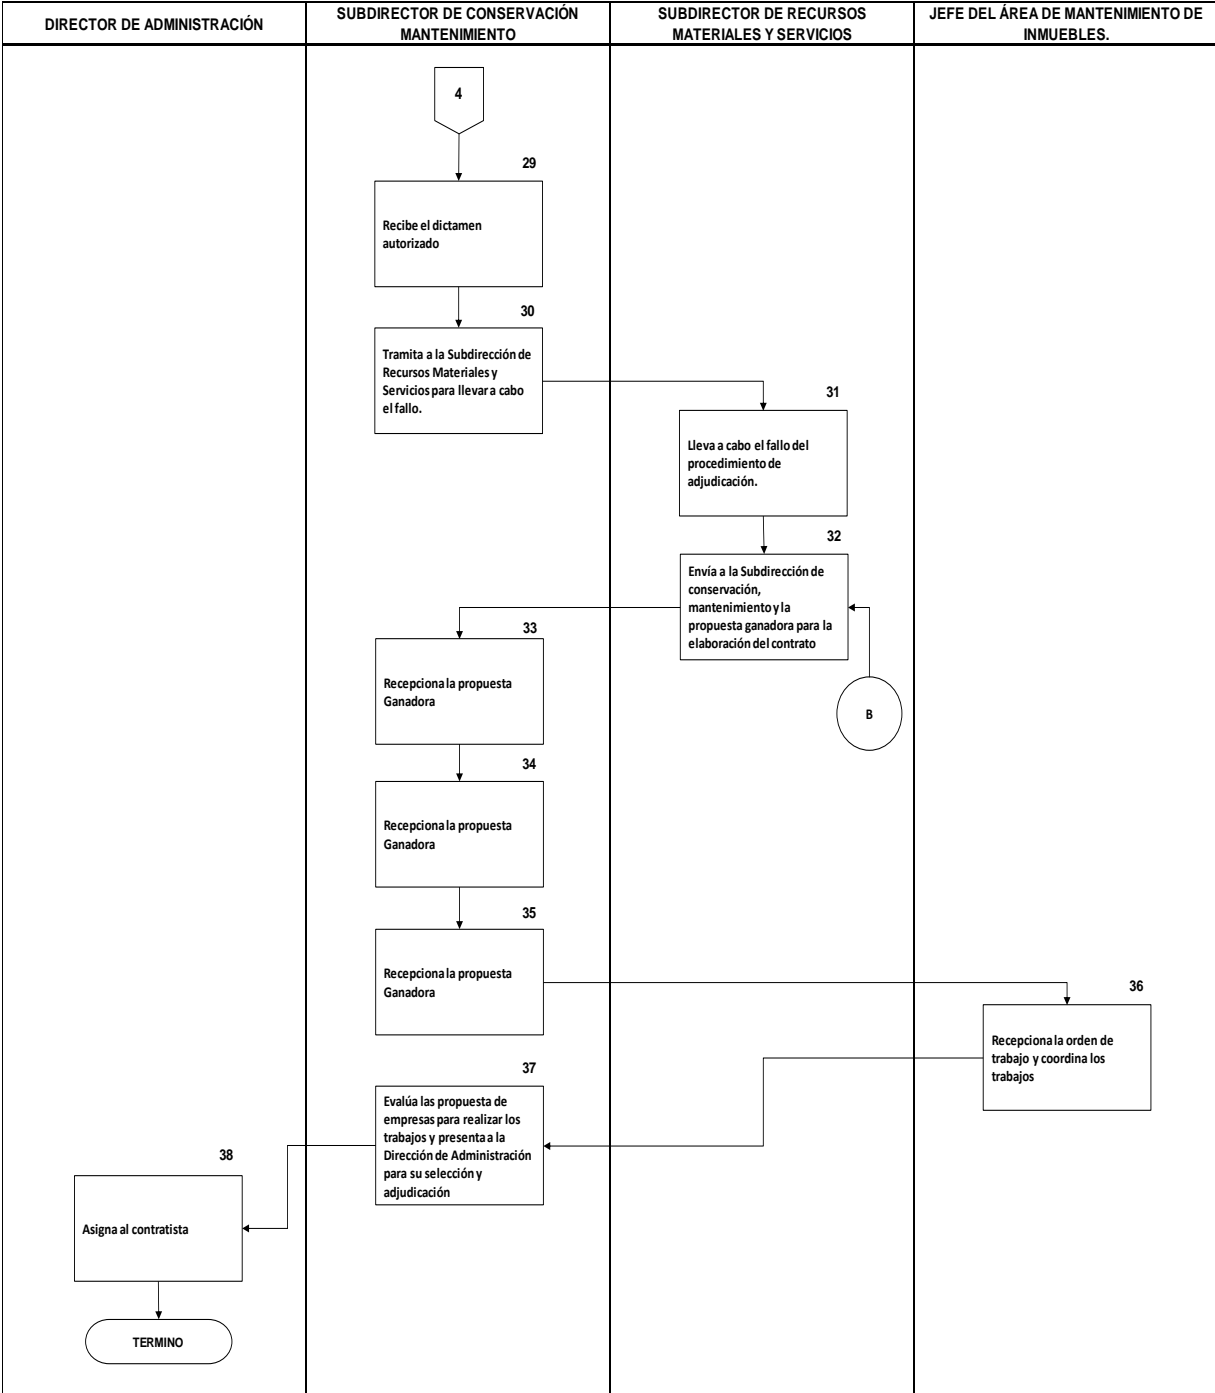 DIRECTOR DE ADMINISTRACIÓN
SUBDIRECTOR DE CONSERVACIÓN
MANTENIMIENTO
SUBDIRECTOR DE RECURSOS
MATERIALES Y SERVICIOS
JEFE DEL ÁREA DE MANTENIMIENTO DE
INMUEBLES.
4
29
Recibe el dictamen
autorizado
30
Tramita a la Subdirección de
Recursos Materiales y
Servicios para llevar a cabo
el fallo.
31
Lleva a cabo el fallo del
procedimiento de
adjudicación.
32
Envía a la Subdirección de
conservación,
mantenimiento y la
propuesta ganadora para la
elaboración del contrato
B
33
Recepciona la propuesta
Ganadora
34
Recepciona la propuesta
Ganadora
35
Recepciona la propuesta
Ganadora
36
Recepciona la orden de
trabajo y coordina los
trabajos
37
Evalúa las propuesta de
empresas para realizar los
trabajos y presenta a la
Dirección de Administración
para su selección y
adjudicación
38
Asigna al contratista
TERMINO